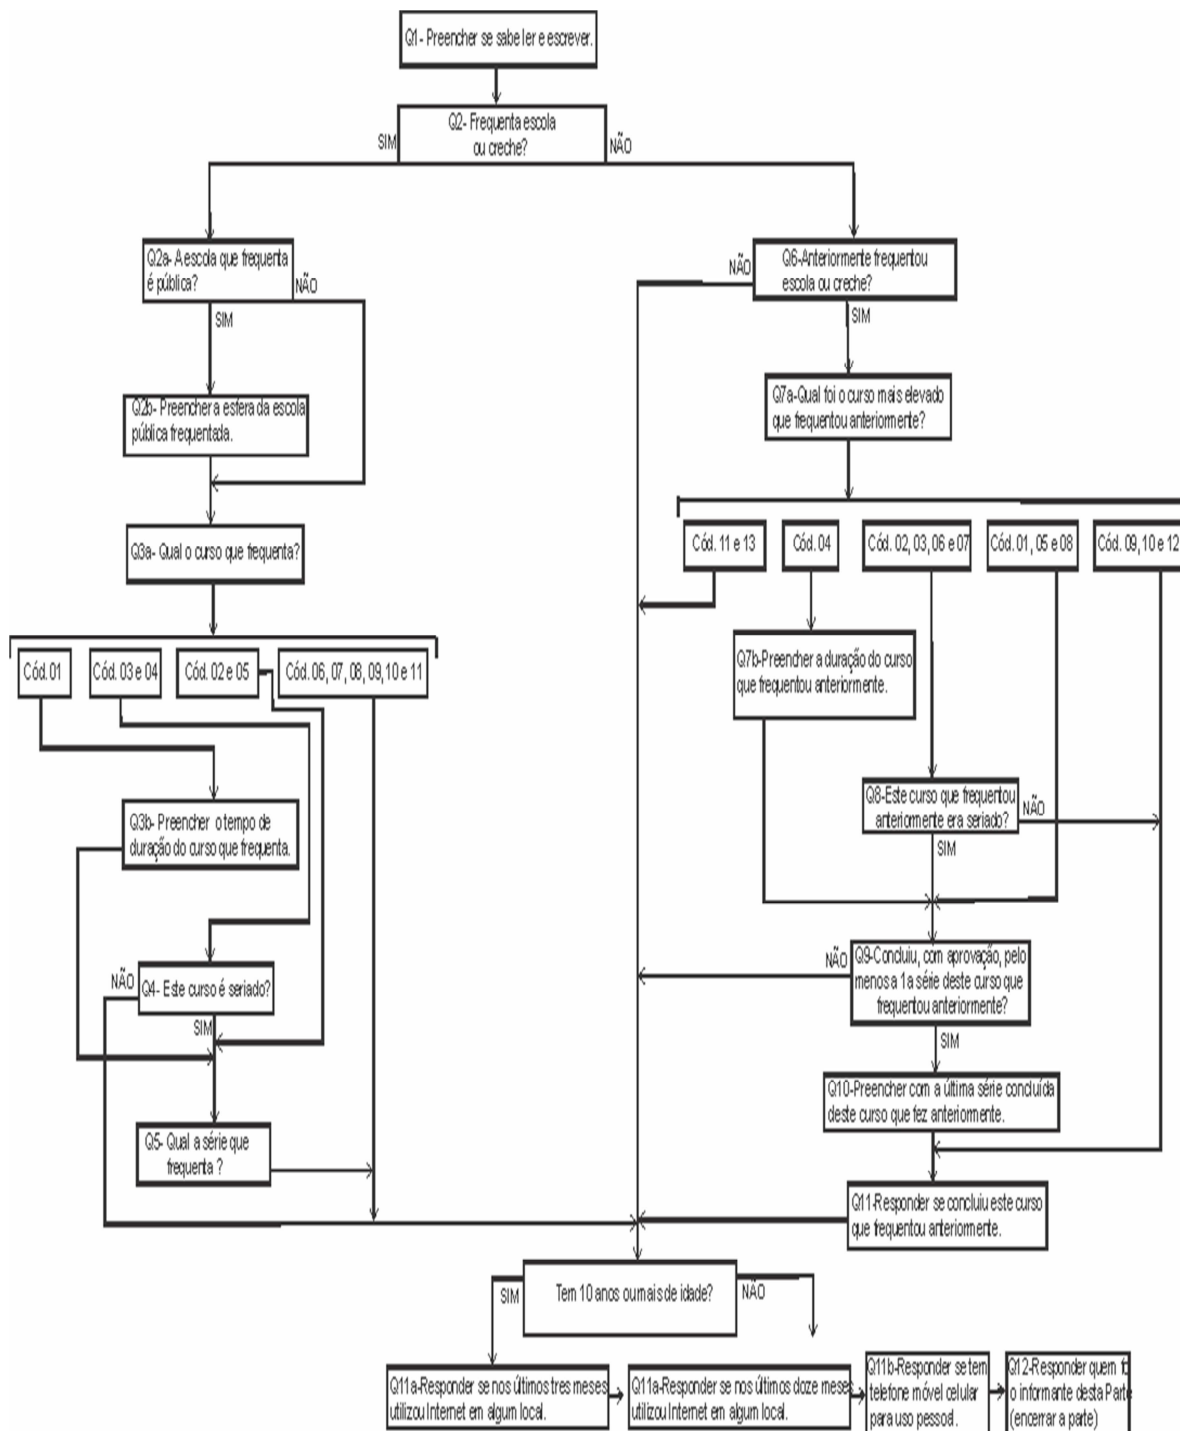 Q1- Preencher se sabe ler e escrever.
Q2- Frequenta escola
ou creche?
SIM
NÃO
Q2a- A escola que frequenta
é pública?
NÃO
SIM
Q2b- Preencher a esfera da escola
pública frequentada.
Q3a- Qual o curso que frequenta?
Cód. 01
Cód. 03 e 04
Cód. 02 e 05
Cód. 06, 07, 08, 09, 10 e 11
Q3b- Preencher o tempo de
duração do curso que frequenta.
NÃO
Q4- Este curso é seriado?
SIM
Q5- Qual a série que
frequenta ?
Q6-Anteriormente frequentou
escola ou creche?
NÃO
SIM
Q7a-Qual foi o curso mais elevado
que frequentou anteriormente?
Cód. 11 e 13
Cód. 04
Cód. 02, 03, 06 e 07
Cód. 01, 05 e 08
Cód. 09, 10 e 12
Q7b-Preencher a duração do curso
que frequentou anteriormente.
Q8-Este curso que frequentou
anteriormente era seriado?
NÃO
SIM
NÃO
Q9-Concluiu, com aprovação, pelo
menos a 1a série deste curso que
frequentou anteriormente?
SIM
Q10-Preencher com a última série concluída
deste curso que fez anteriormente.
Q11-Responder se concluiu este curso
que frequentou anteriormente.
Tem 10 anos ou mais de idade?
SIM
NÃO
Q11a-Responder se nos últimos tres meses
utilizou Internet em algum local.
Q11a-Responder se nos últimos doze meses
utilizou Internet em algum local.
Q11b-Responder se tem
telefone móvel celular
para uso pessoal.
Q12-Responder quem fo
o informante desta Parte
(encerrar a parte)